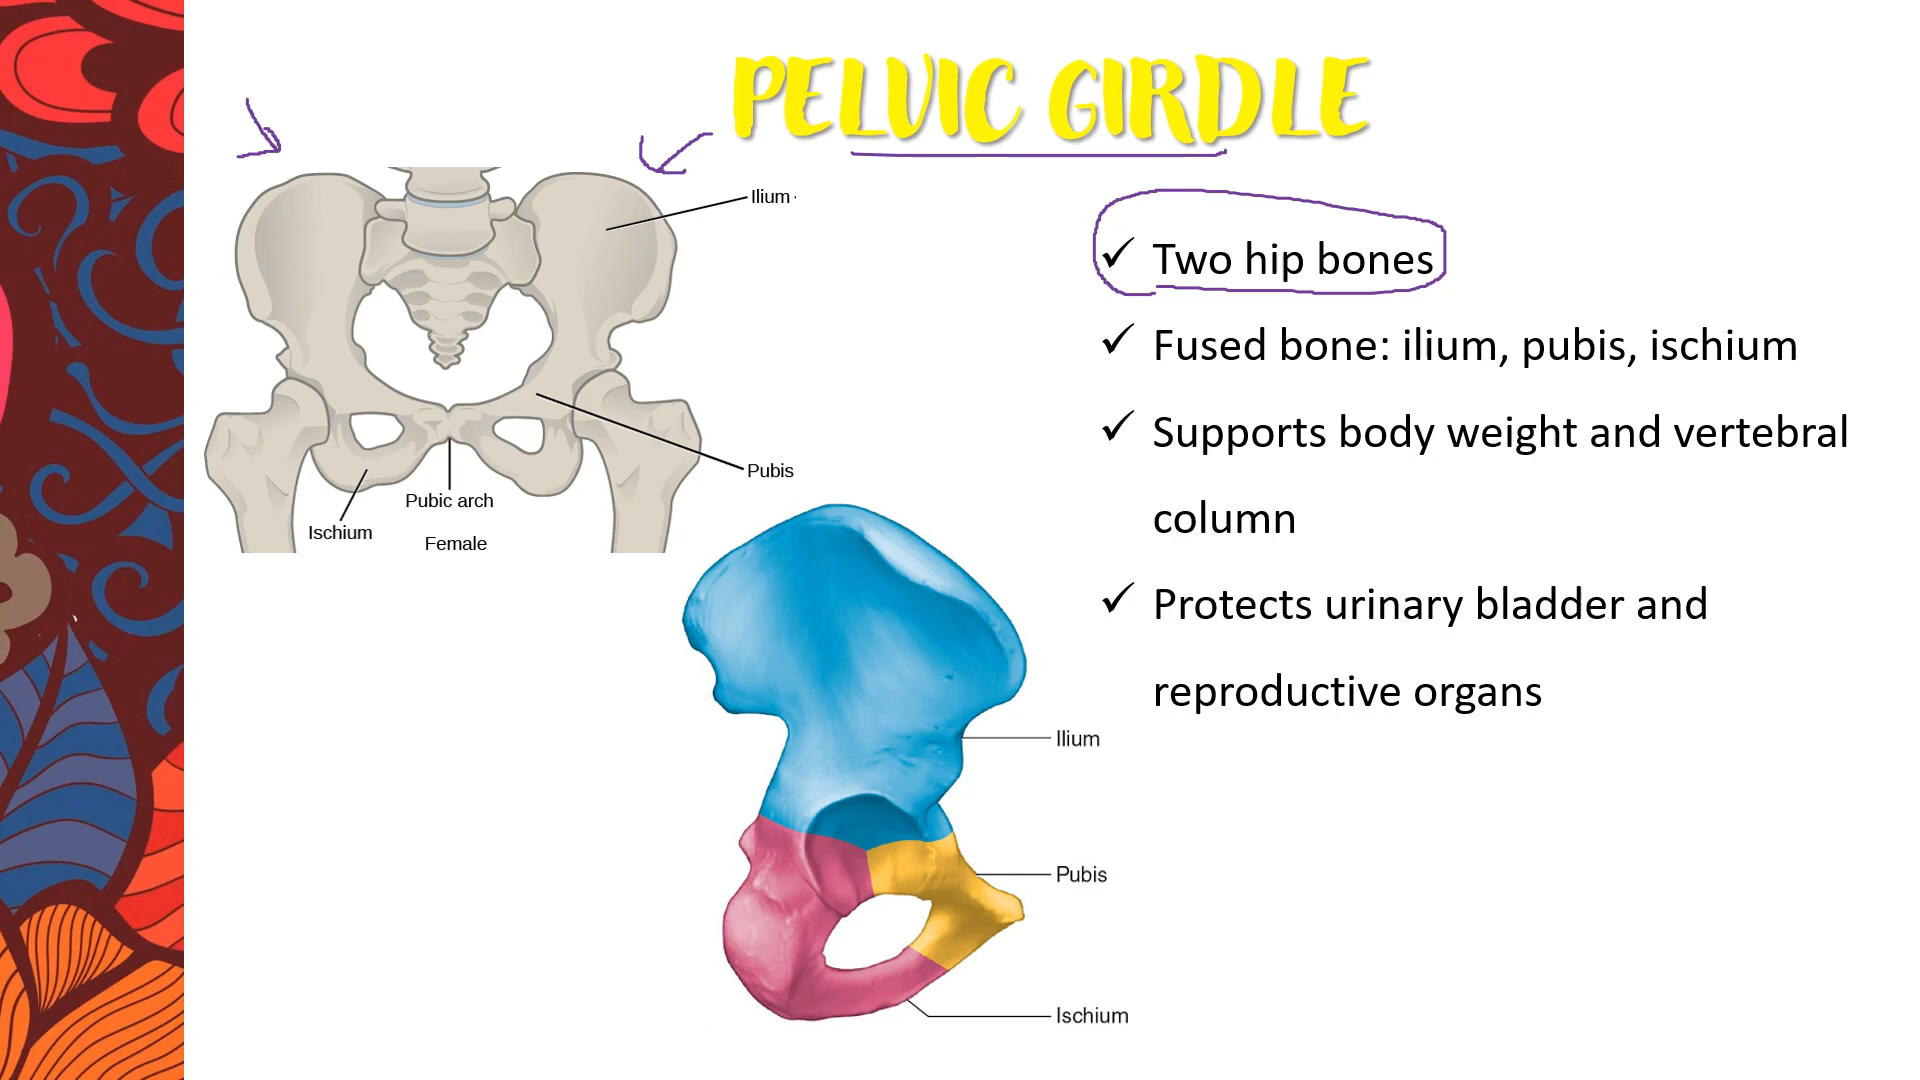 PELVIC GIRDLE
Ilium
Pubis
Pubic arch
Ischium
Female
✓ Two hip bones
✓ Fused bone: ilium, pubis, ischium
✓ Supports body weight and vertebral
column
✓ Protects urinary bladder and
reproductive organs
Ilium
Pubis
Ischium